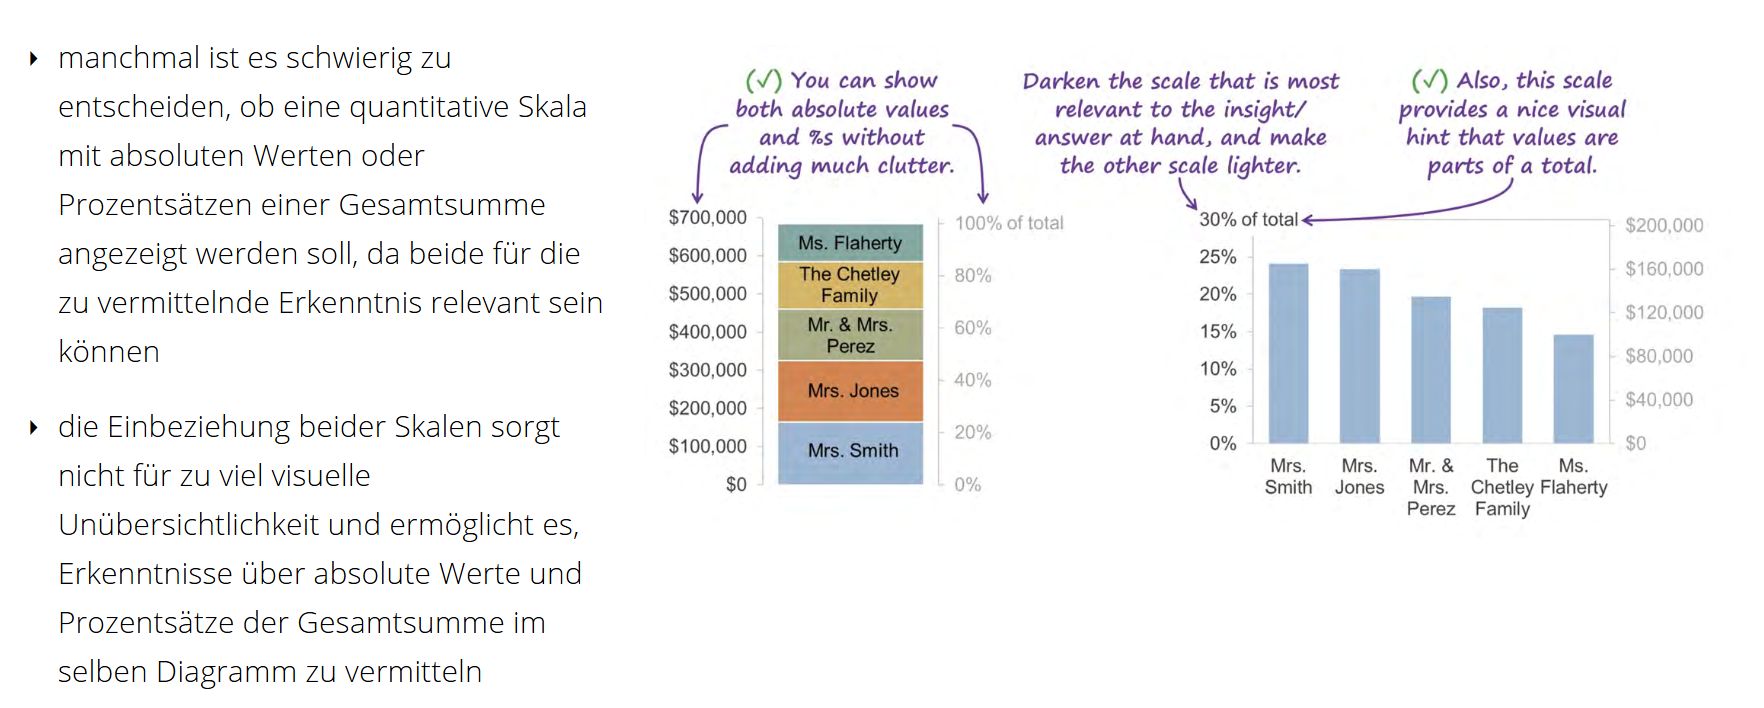 manchmal ist es schwierig zu
entscheiden, ob eine quantitative Skala
mit absoluten Werten oder
Prozentsätzen einer Gesamtsumme
angezeigt werden soll, da beide für die
zu vermittelnde Erkenntnis relevant sein
können
die Einbeziehung beider Skalen sorgt
nicht für zu viel visuelle
Unübersichtlichkeit und ermöglicht es,
Erkenntnisse über absolute Werte und
Prozentsätze der Gesamtsumme im
selben Diagramm zu vermitteln
(✓) You can show
both absolute values
and %s without
adding much clutter.
$700,000
$600,000
$500,000
$400,000
$300,000
$200,000
$100,000
$0
Ms. Flaherty
The Chetley
Family
Mr. & Mrs.
Perez
Mrs. Jones
Mrs. Smith
100% of total
80%
60%
40%
20%
0%
Darken the scale that is most
relevant to the insight/
answer at hand, and make
the other scale lighter.
(✓) Also, this scale
provides a nice visual
hint that values are
parts of a total.
30% of total
25%
20%
15%
10%
5%
0%
$200,000
$160,000
$120,000
$80,000
$40,000
$0
Mrs. Mrs. Mr. & The Ms.
Smith Jones Mrs. Chetley Flaherty
Perez Family